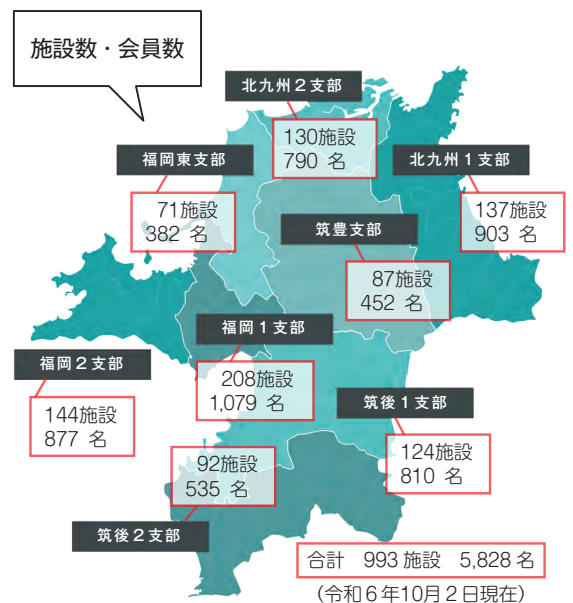 施設数・会員数
北九州2支部
130施設
790 名
福岡東支部
71施設
382 名
北九州1支部
137施設
903 名
筑豊支部
87施設
452 名
福岡1支部
208施設
1,079 名
福岡2支部
144施設
877 名
筑後1支部
124施設
810 名
92施設
535 名
筑後2支部
合計 993 施設 5,828 名
（令和6年10月2日現在）